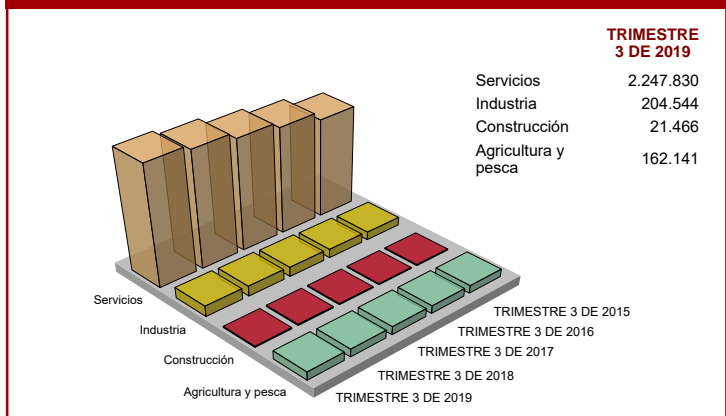 TRIMESTRE
3 DE 2019
Servicios 2.247.830
Industria 204.544
Construcción 21.466
Agricultura y
pesca 162.141
Servicios
Industria
Construcción
Agricultura y pesca
TRIMESTRE 3 DE 2015
TRIMESTRE 3 DE 2016
TRIMESTRE 3 DE 2017
TRIMESTRE 3 DE 2018
TRIMESTRE 3 DE 2019